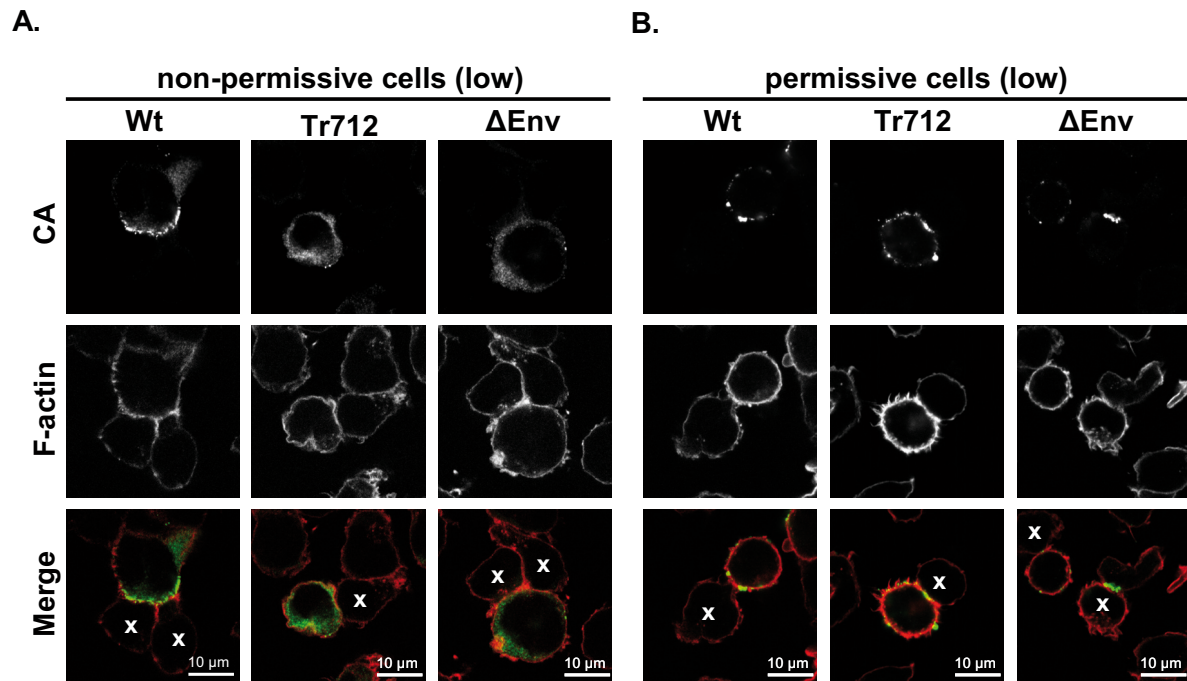 A.
B.
non-permissive cells (low)
permissive cells (low)
Wt
Tr712
ΔEnv
Wt
Tr712
ΔEnv
CA
F-actin
Merge
x
x
10 µm
x
10 µm
x
x
10 µm
x
10 µm
x
10 µm
x
x
10 µm